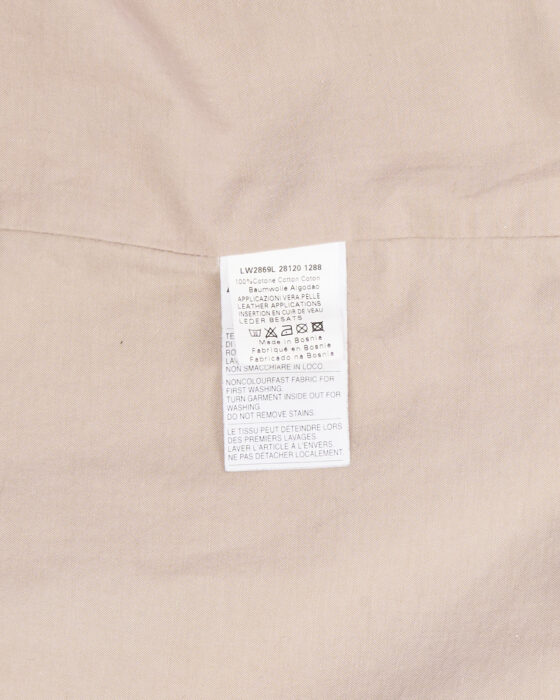 LW2869L 28120 1288
100%Cotone Cotton Coton
Baumwolle Algodão
APPLICAZIONI VERA PELLE
LEATHER APPLICATIONS
INSERTION EN CUIR DE VEAU
LEDER BESATS
Made in Bosnie
Fabriqué en Bosnie
Fabricado na Bosnia
NON SMACCHIARE IN LOCO
NONCOLOURFAST FABRIC FOR
FIRST WASHING:
TURN GARMENT INSIDE OUT FOR
WASHING
DO NOT REMOVE STAINS.
LE TISSU PEUT DETEINDRE LORS
DES PREMIERS LAVAGES.
LAVER L'ARTICLE A L'ENVERS
NE PAS DÉTACHER LOCALEMENT.